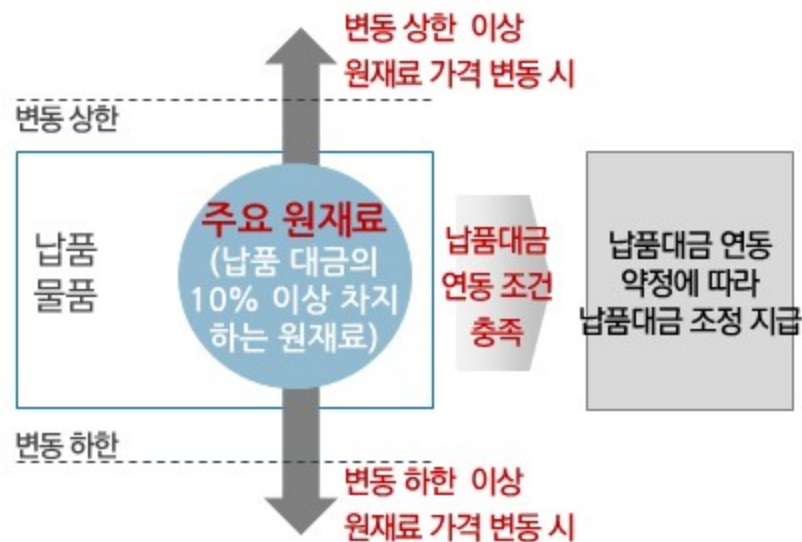 변동 상한 이상
원재료 가격 변동 시
변동 상한
납품
물품
주요 원재료
(납품 대금의
10% 이상 차지
하는 원재료)
납품대금
연동 조건
충족
납품대금 연동
약정에 따라
납품대금 조정 지급
변동 하한
변동 하한 이상
원재료 가격 변동 시